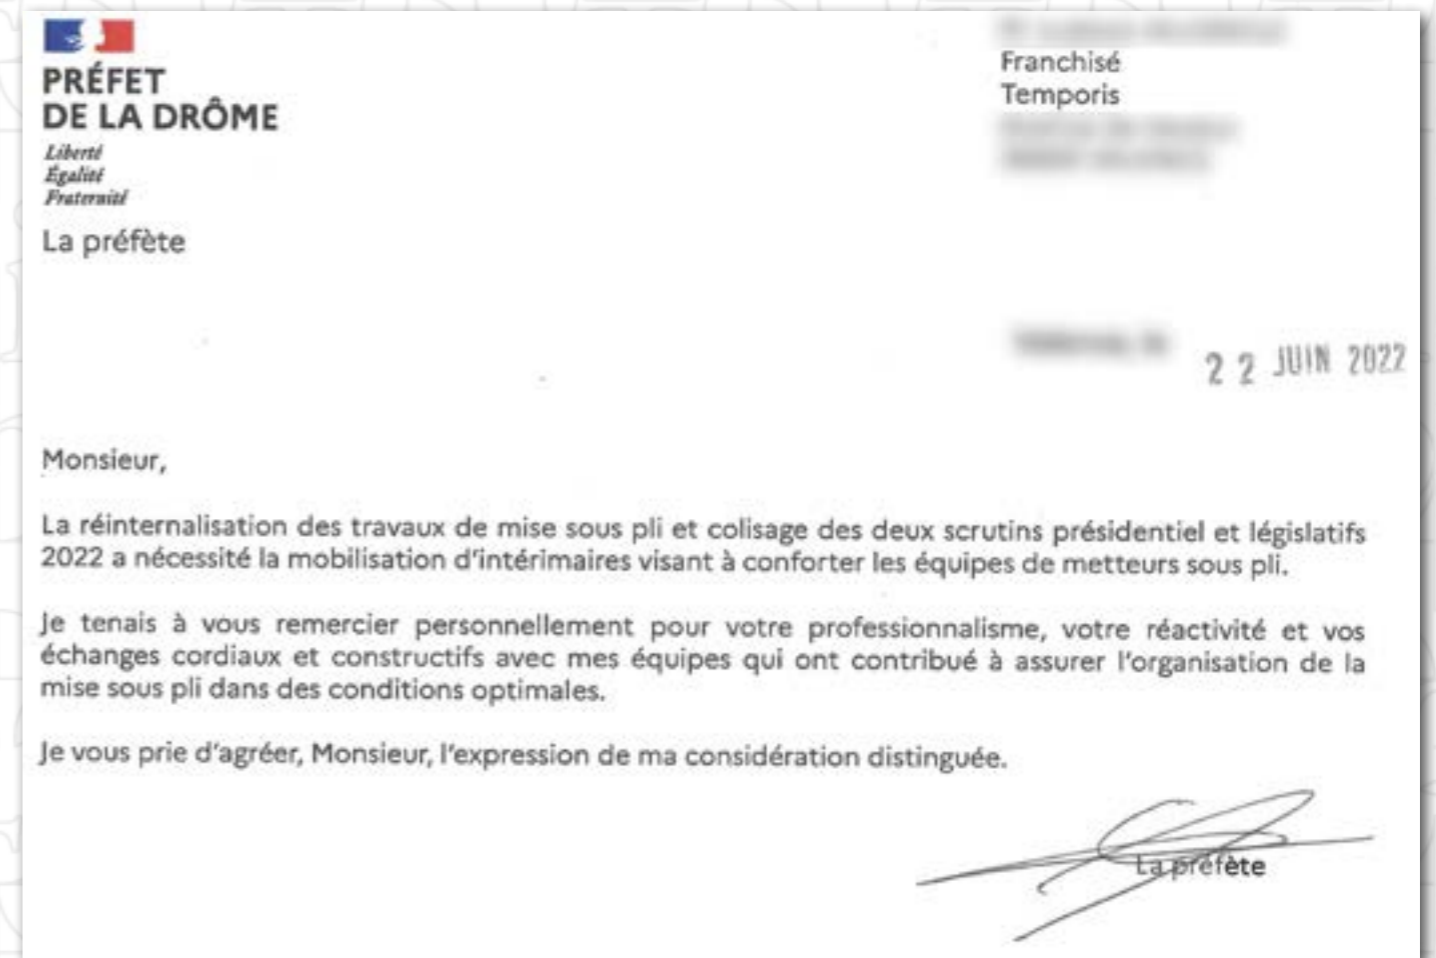 PRÉFET
DE LA DRÔME
Liberté
Égalité
Fraternité
La préfète
Franchisé
Temporis
22 JUIN 2022
Monsieur,
La réinternalisation des travaux de mise sous pli et colisage des deux scrutins présidentiel et législatifs
2022 a nécessité la mobilisation d'intérimaires visant à conforter les équipes de metteurs sous pli.
Je tenais à vous remercier personnellement pour votre professionnalisme, votre réactivité et vos
échanges cordiaux et constructifs avec mes équipes qui ont contribué à assurer l'organisation de la
mise sous pli dans des conditions optimales.
Je vous prie d'agréer, Monsieur, l'expression de ma considération distinguée.
La préfète